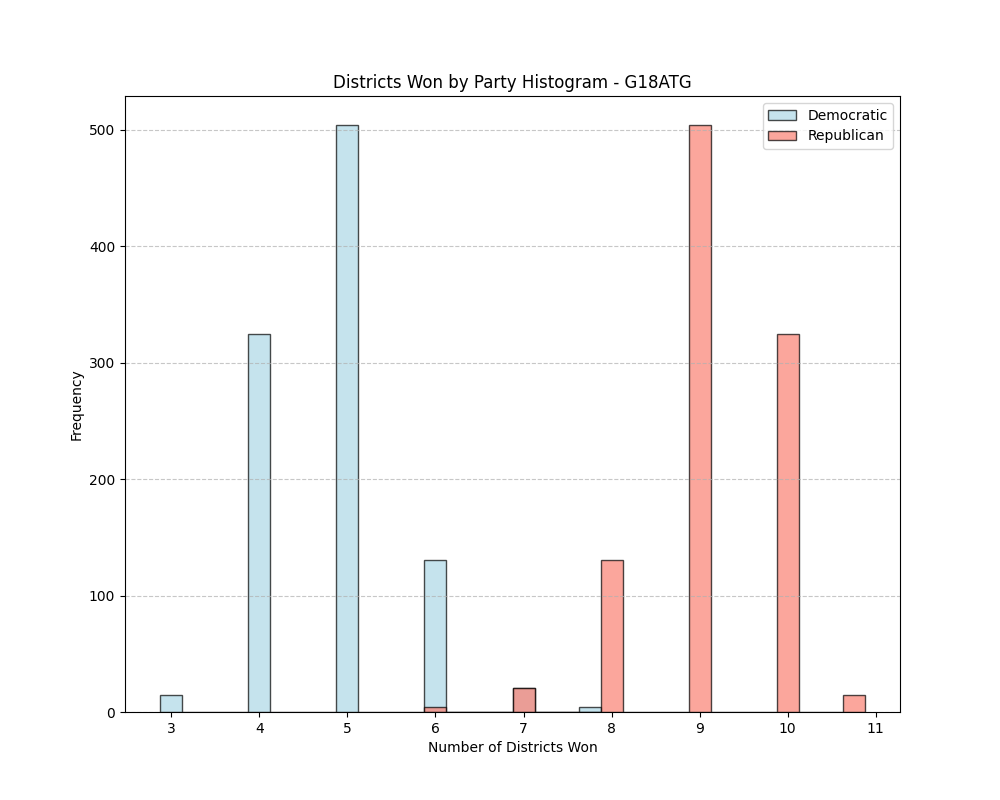 Districts Won by Party Histogram - G18ATG
Democratic
Republican
500
400
300
200
100
0
Frequency
3 4 5 6 7 8 9 10 11
Number of Districts Won